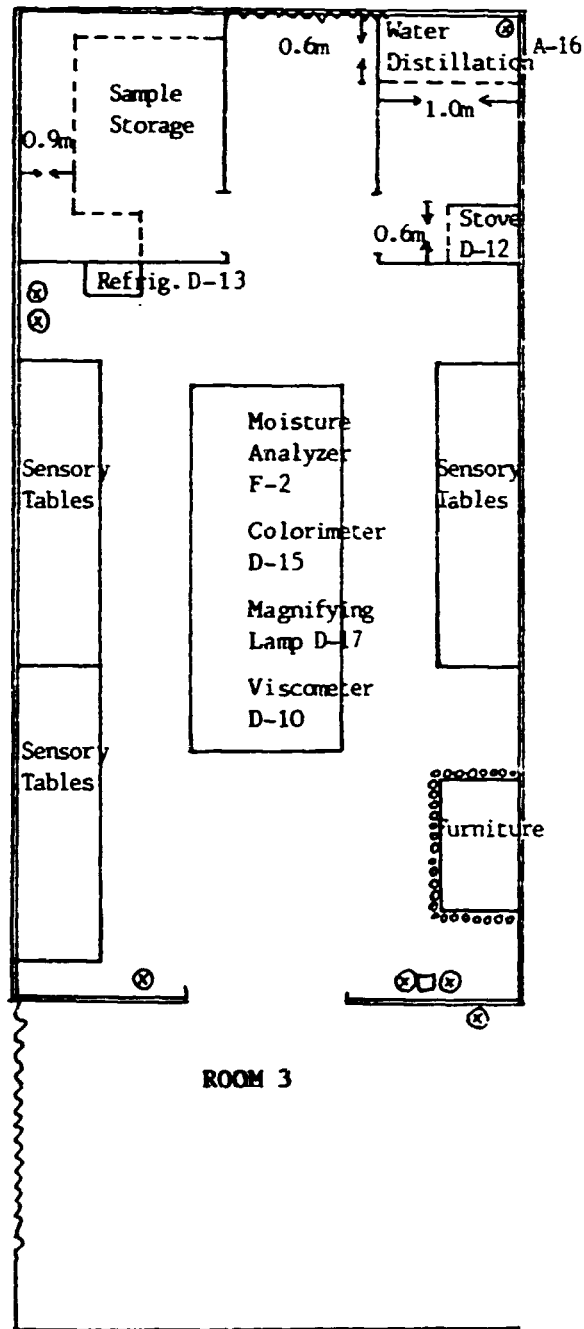 Water
Distillation
A-16
0.6m
1.0m
Sample
Storage
0.9m
0.6m
Stove
D-12
Refrig. D-13
Sensory
Tables
Moisture
Analyzer
F-2
Colorimeter
D-15
Magnifying
Lamp D-17
Viscometer
D-10
Sensory
Tables
Sensory
Tables
Furniture
ROOM 3